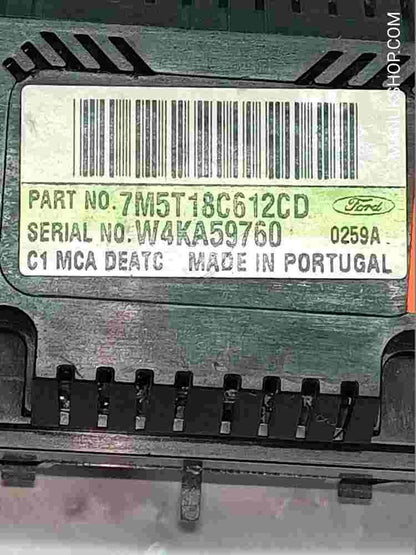 PART NO. 7M5T18C612CD Ford
SERIAL NO. W4KA59760 0259A
C1 MCA DEATC MADE IN PORTUGAL